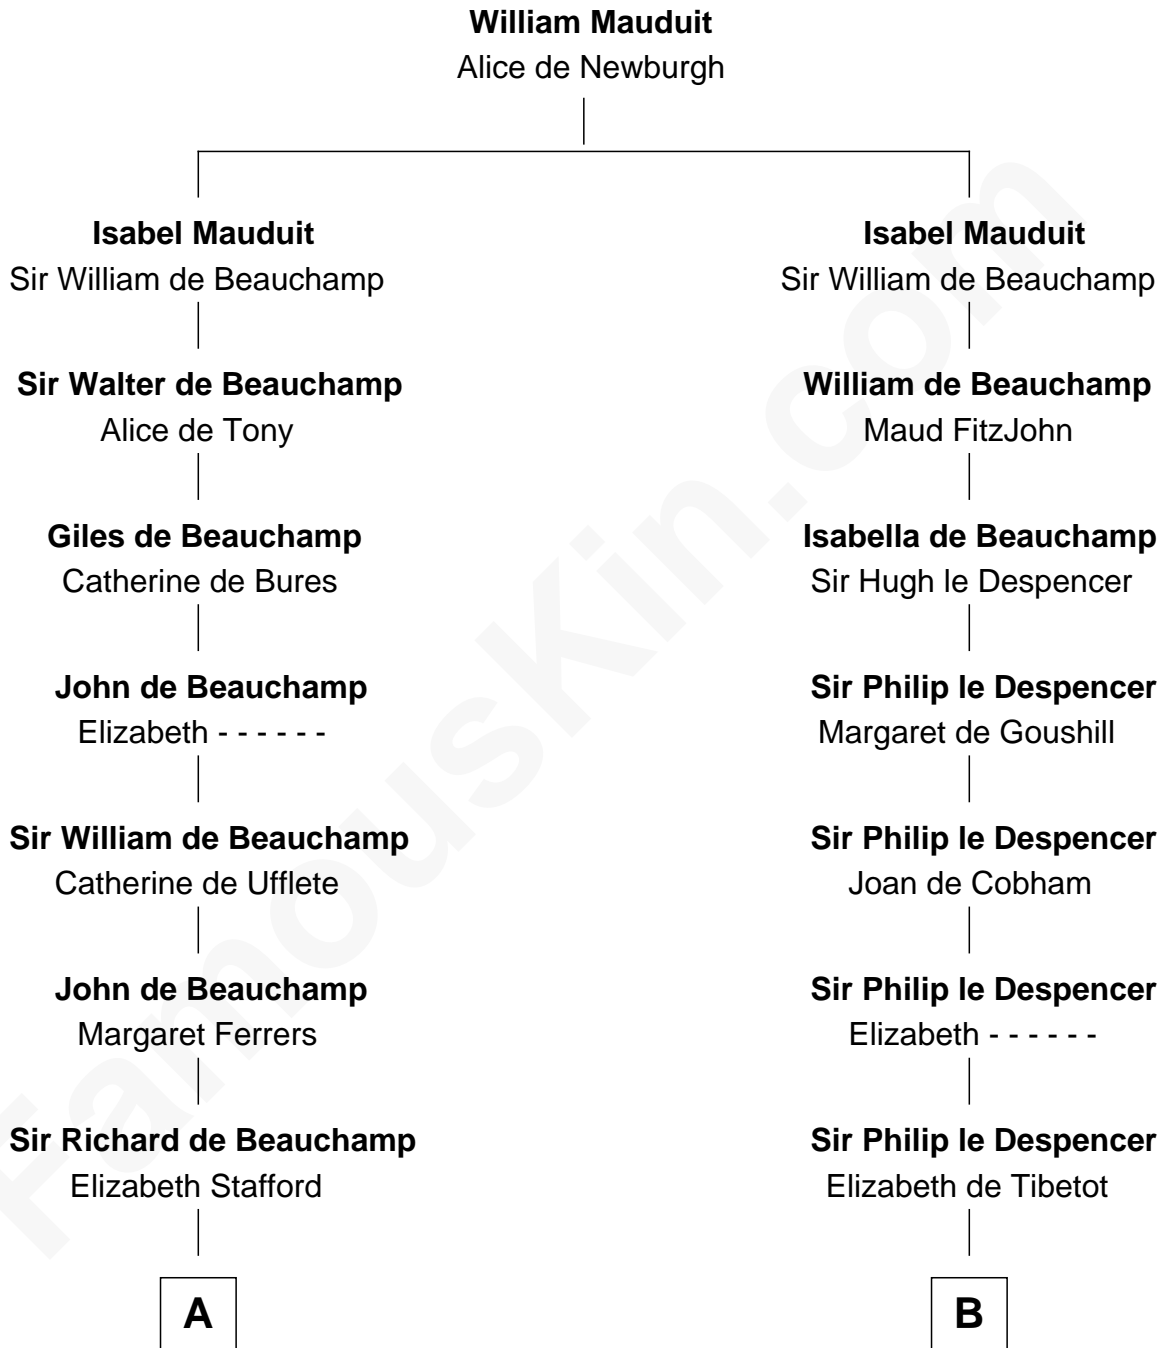 William Mauduit
Alice de Newburgh
Isabel Mauduit
Sir William de Beauchamp
Isabel Mauduit
Sir William de Beauchamp
Sir Walter de Beauchamp
Alice de Tony
William de Beauchamp
Maud FitzJohn
Giles de Beauchamp
Catherine de Bures
Isabella de Beauchamp
Sir Hugh le Despencer
John de Beauchamp
Elizabeth - - - - - -
Sir Philip le Despencer
Margaret de Goushill
Sir William de Beauchamp
Catherine de Ufflete
Sir Philip le Despencer
Joan de Cobham
John de Beauchamp
Margaret Ferrers
Sir Philip le Despencer
Elizabeth - - - - - -
Sir Richard de Beauchamp
Elizabeth Stafford
Sir Philip le Despencer
Elizabeth de Tibetot
A
B
FamousKin.com